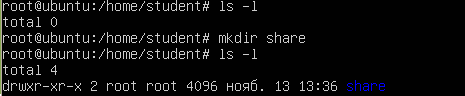 root@ubuntu:/home/student# ls -l
total 0
root@ubuntu:/home/student# mkdir share
root@ubuntu:/home/student# ls -l
total 4
drwxr-xr-x 2 root root 4096 нояб. 13 13:36 share